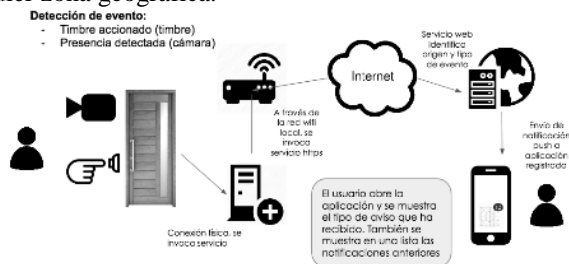 zona geográfica.
Detección de evento:
- Timbre accionado (timbre)
- Presencia detectada (cámara)
Servicio web
Identifica
origen y tipo
de evento
Internet
A través de
la red wifi
local, se
invoca
servicio https
Envío de
notificación
push a
aplicación
registrada
El usuario abre la
aplicación y se muestra
el tipo de aviso que ha
recibido. También se
muestra en una lista las
notificaciones anteriores
Conexión física, se
invoca servicio